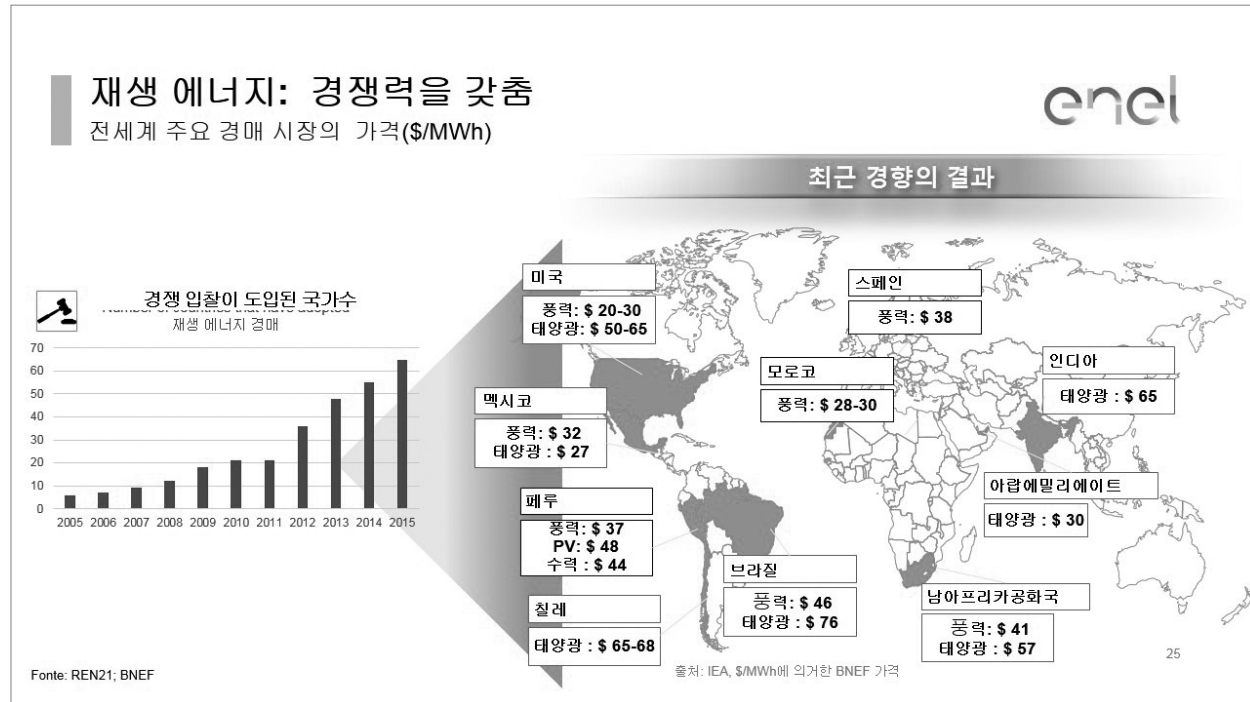 재생 에너지: 경쟁력을 갖춤
전세계 주요 경매 시장의 가격($/MWh)
enel
최근 경향의 결과
경쟁 입찰이 도입된 국가수
재생 에너지 경매
70
60
50
40
30
20
10
0
2005 2006 2007 2008 2009 2010 2011 2012 2013 2014 2015
미국
풍력: $ 20-30
태양광: $ 50-65
스페인
풍력: $ 38
모로코
풍력: $ 28-30
인디아
태양광 : $ 65
멕시코
풍력: $ 32
태양광 : $ 27
아랍에밀리에이트
태양광 : $ 30
페루
풍력: $ 37
PV: $ 48
수력 : $ 44
브라질
풍력: $ 46
태양광 : $ 76
칠레
태양광 : $ 65-68
남아프리카공화국
풍력: $ 41
태양광 : $ 57
25
출처: IEA, $/MWh에 의거한 BNEF 가격
Fonte: REN21; BNEF